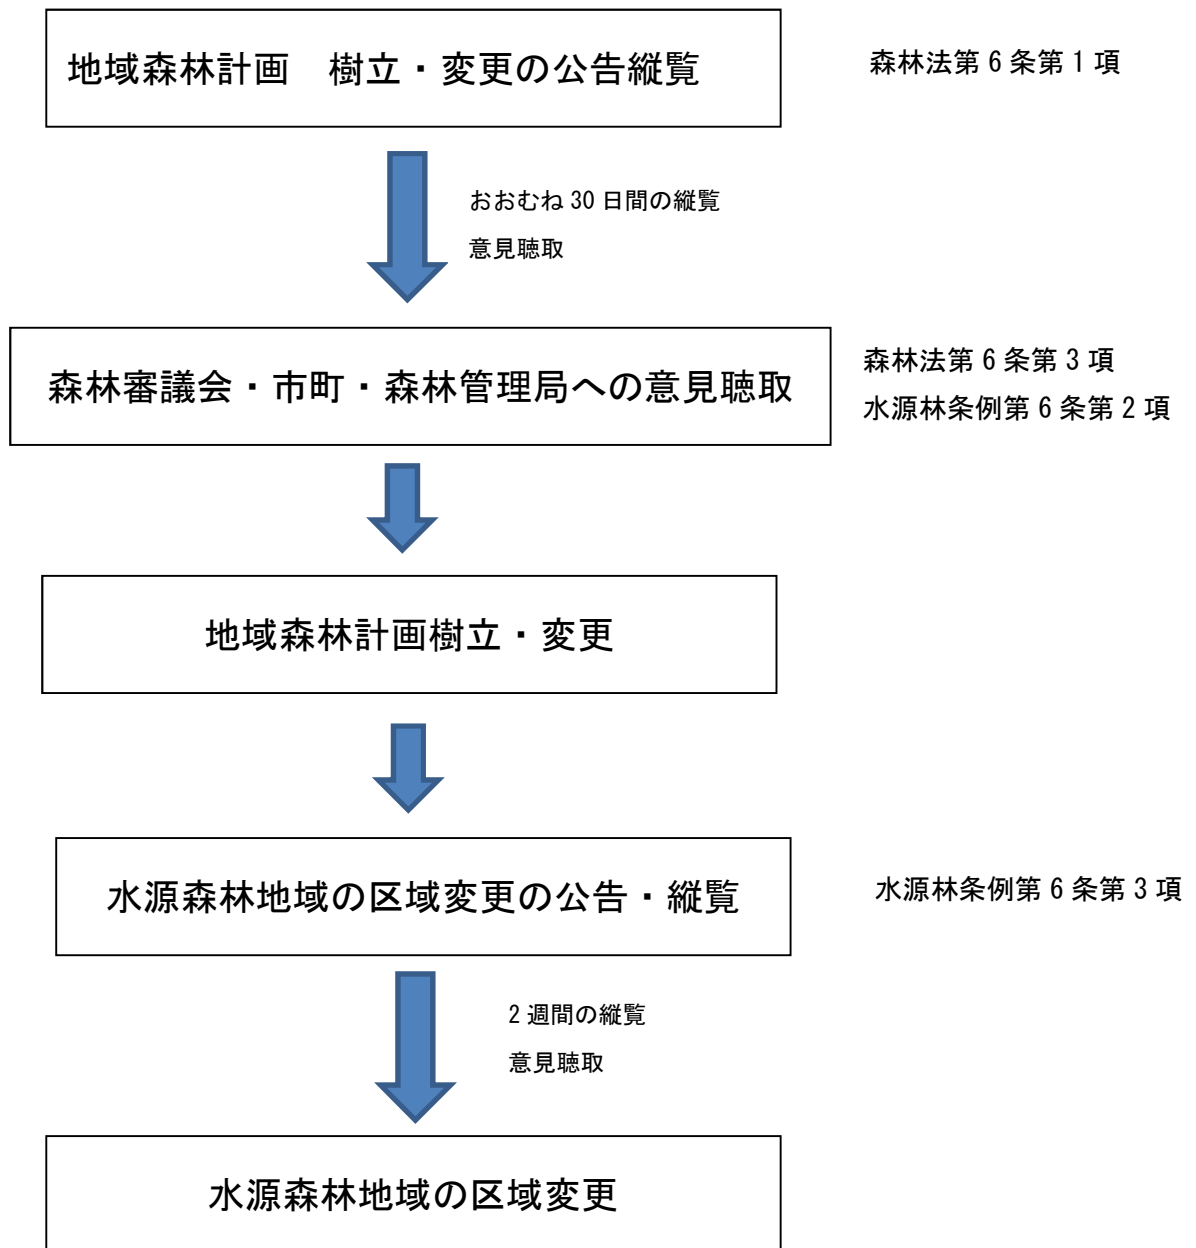 地域森林計画　樹立・変更の公告縦覧
森林法第6条第1項
おおむね30日間の縦覧
意見聴取
森林審議会・市町・森林管理局への意見聴取
森林法第6条第3項
水源林条例第6条第2項
地域森林計画樹立・変更
水源森林地域の区域変更の公告・縦覧
水源林条例第6条第3項
2週間の縦覧
意見聴取
水源森林地域の区域変更